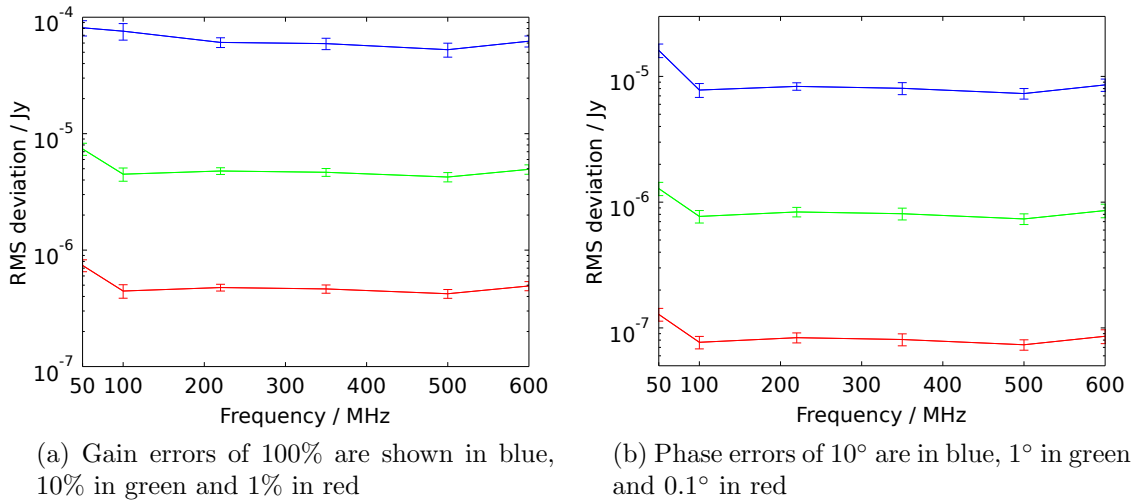 10^-4
10^-5
10^-6
10^-7
RMS deviation / Jy
50 100 200 300 400 500 600
Frequency / MHz
(a) Gain errors of 100% are shown in blue,
10% in green and 1% in red
10^-5
10^-6
10^-7
RMS deviation / Jy
50 100 200 300 400 500 600
Frequency / MHz
(b) Phase errors of 10° are in blue, 1° in green
and 0.1° in red